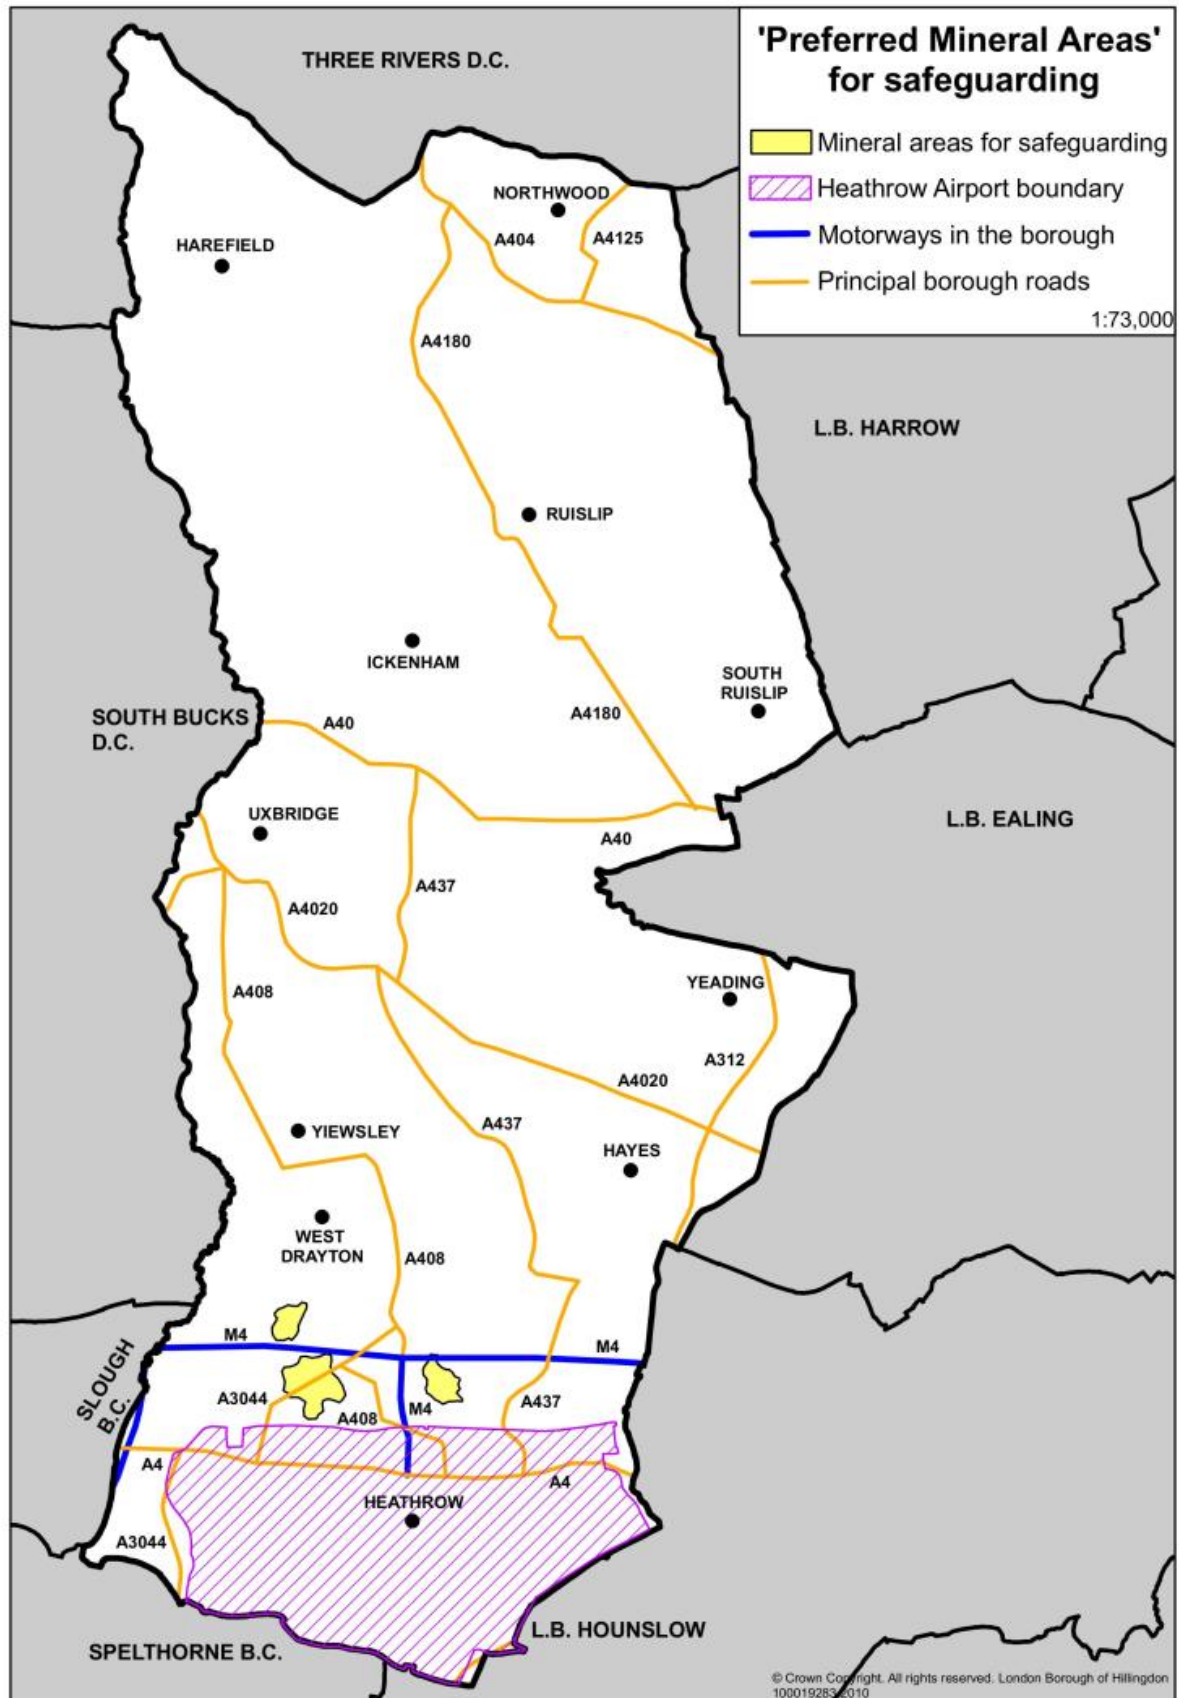 'Preferred Mineral Areas'
for safeguarding
Mineral areas for safeguarding
Heathrow Airport boundary
Motorways in the borough
Principal borough roads
1:73,000
THREE RIVERS D.C.
NORTHWOOD
HAREFIELD
A404
A4125
A4180
L.B. HARROW
RUISLIP
ICKENHAM
SOUTH
RUISLIP
SOUTH BUCKS
D.C.
A40
A4180
UXBRIDGE
A40
L.B. EALING
A437
A4020
A408
YEADING
A312
A4020
A437
YIEWSLEY
HAYES
WEST
DRAYTON
A408
M4
M4
SLOUGH
B.C.
A3044
A408
M4
A437
A4
A4
HEATHROW
A3044
L.B. HOUNSLOW
SPELTHORNE B.C.
© Crown Copyright. All rights reserved. London Borough of Hillingdon
100019283 2010